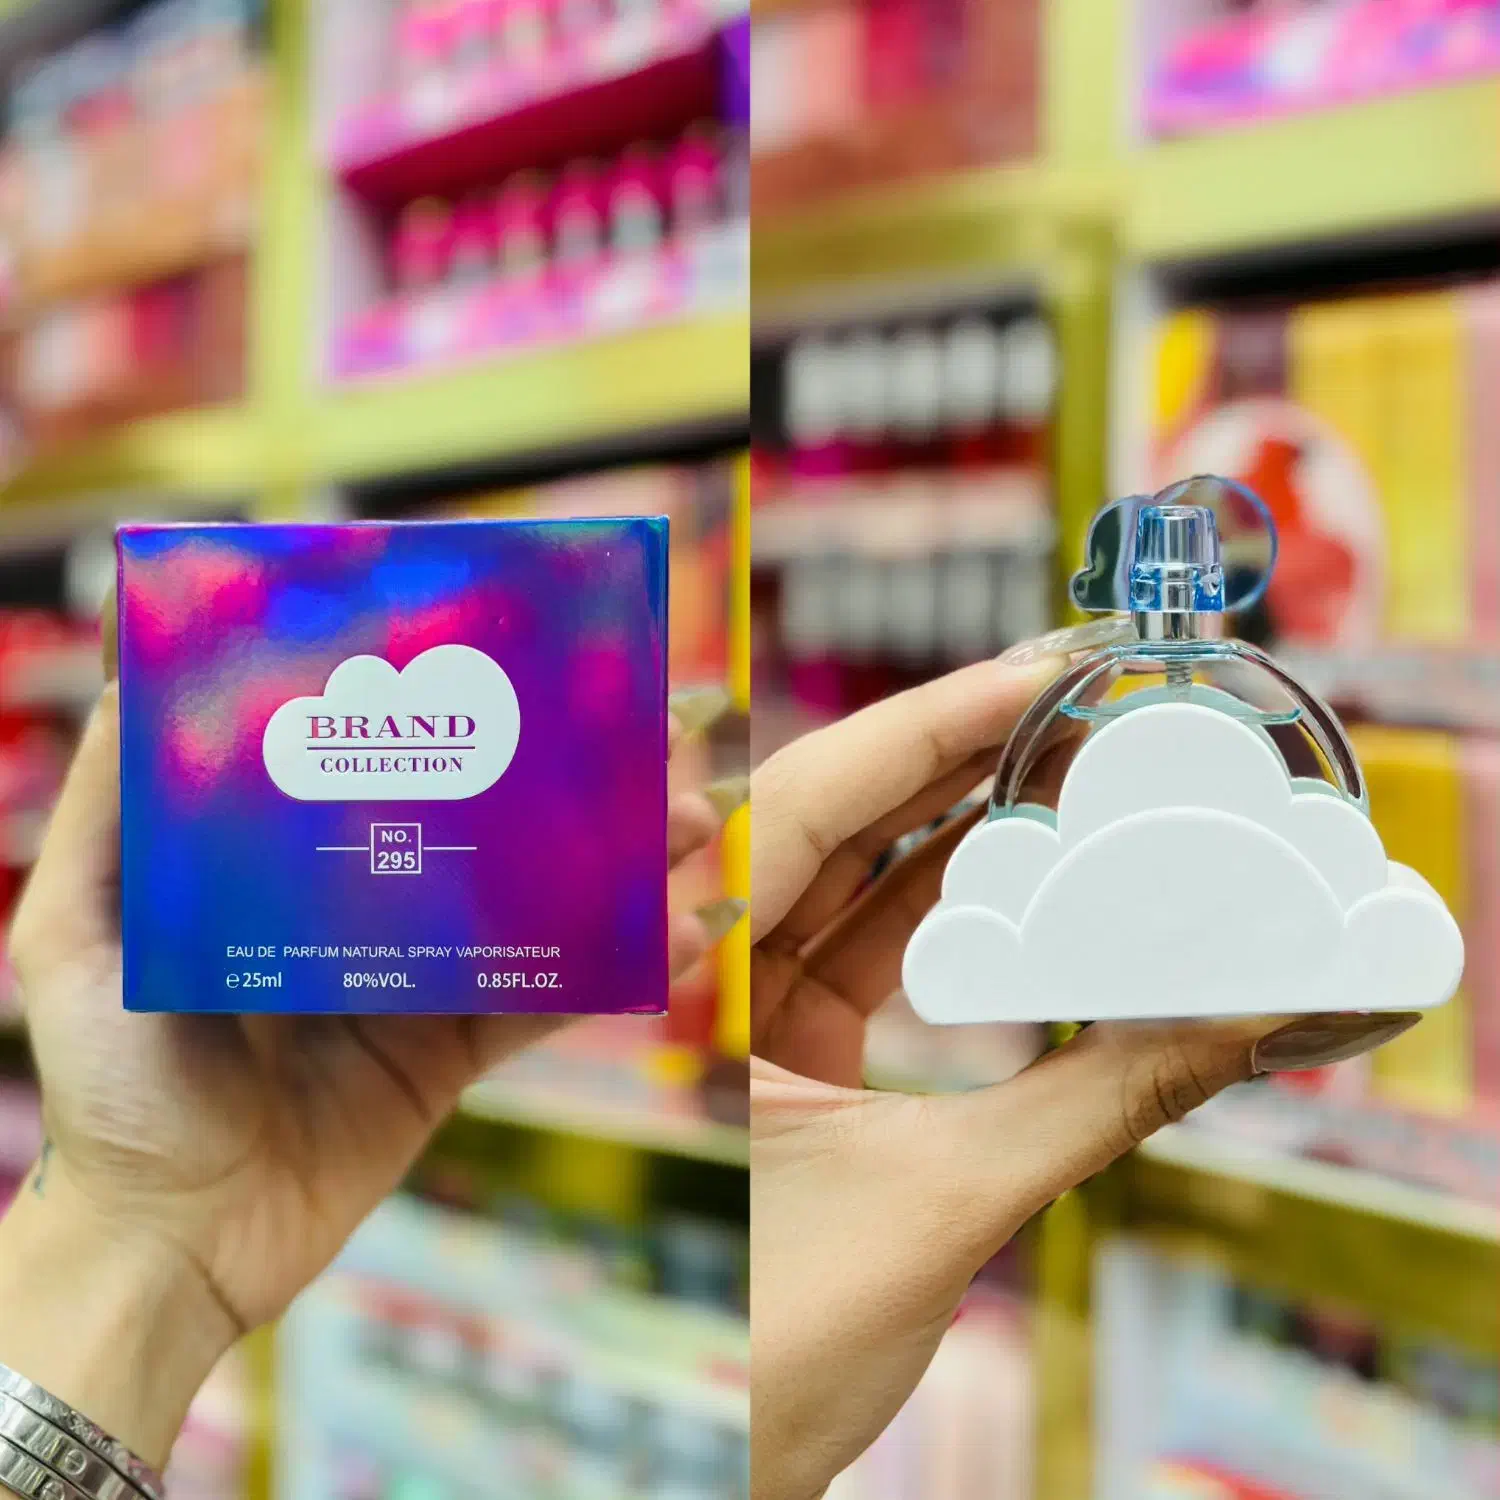 BRAND
COLLECTION
NO.
295
EAU DE PARFUM NATURAL SPRAY VAPORISATEUR
℮25ml 80%VOL. 0.85FL.OZ.